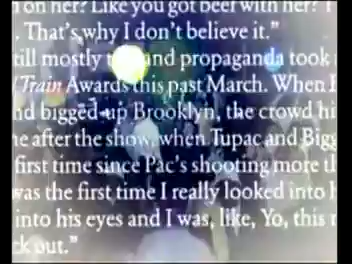 on her? Like you got beef with her? I
. That's why I don't believe it."
till mostly and propaganda took
Train Awards this past March. When
nd bigged-up Brooklyn, the crowd hi
e after the show, when Tupac and Bigg
first time since Pac's shooting more th
was the first time I really looked into h
into his eyes and I was, like, Yo, this n
ck out."